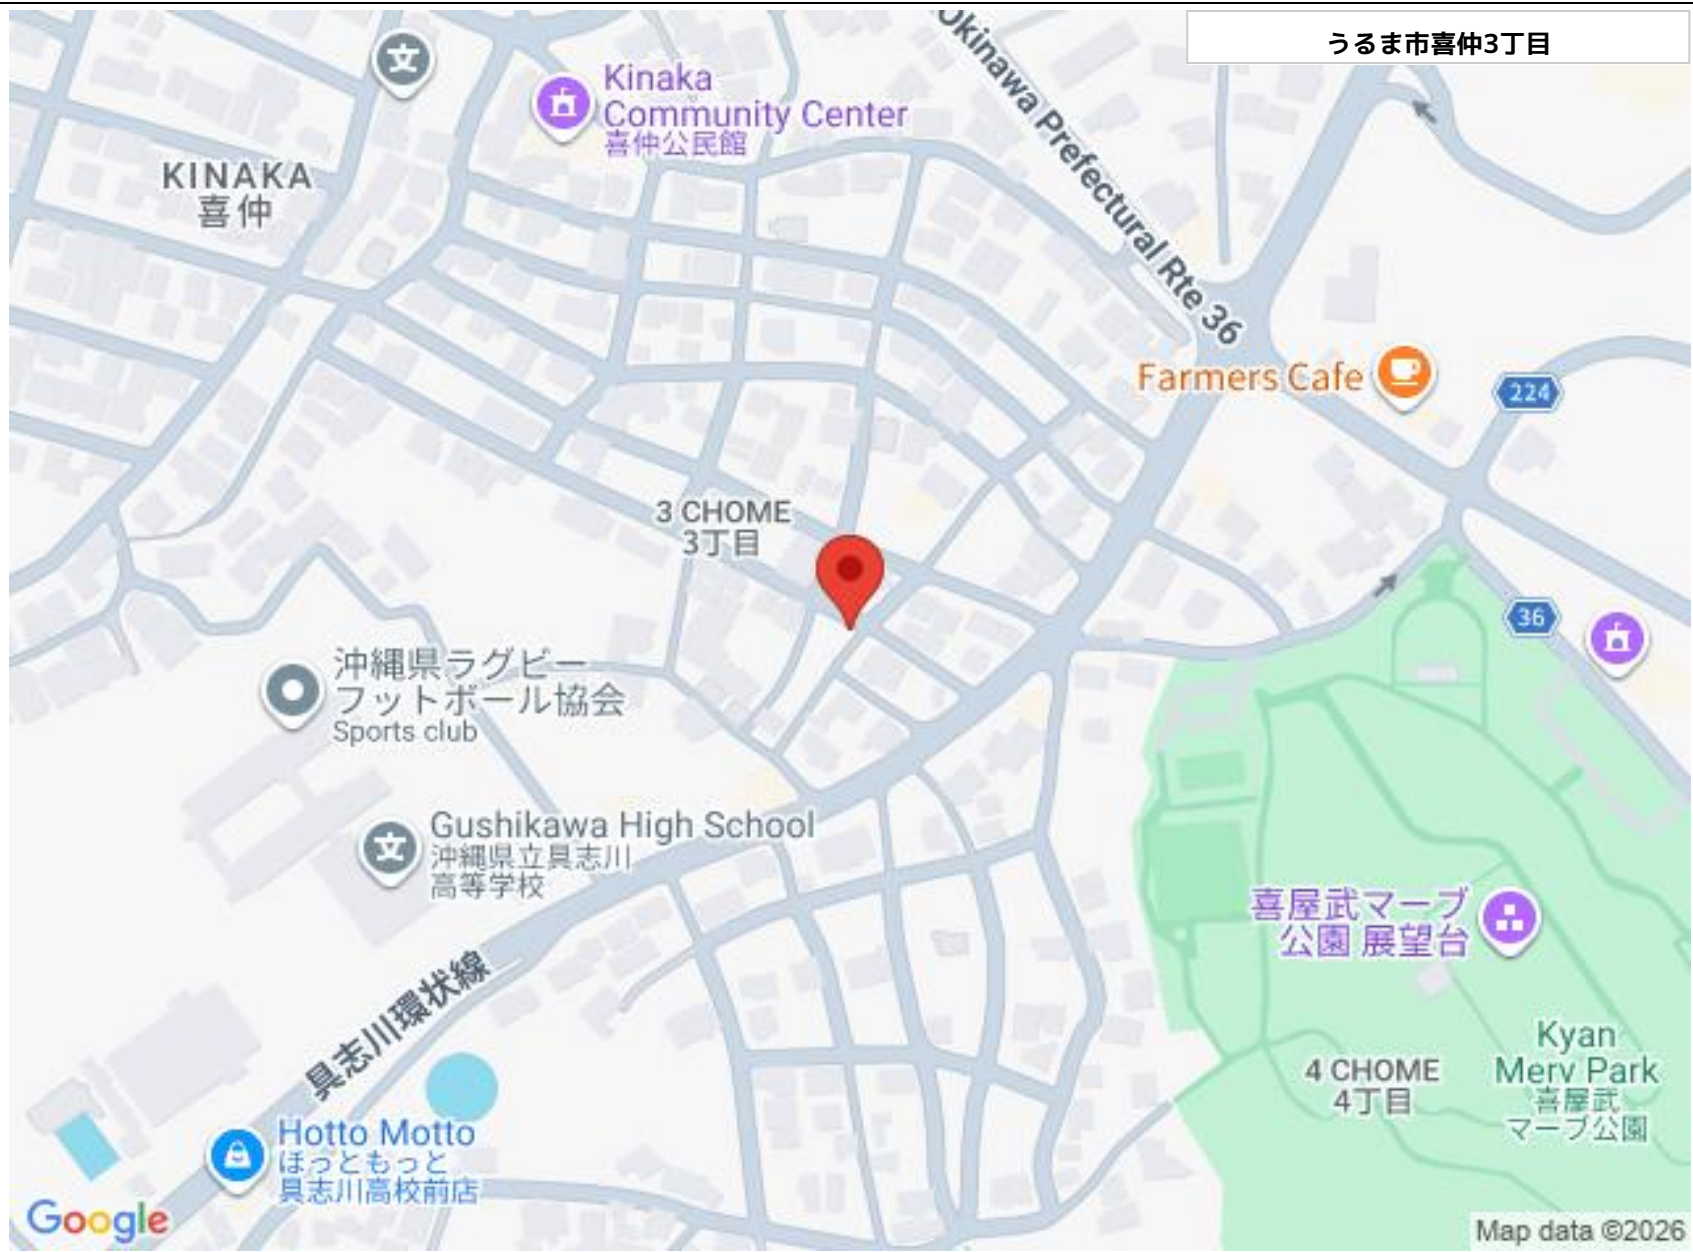 うるま市喜仲3丁目
Okinawa Prefectural Rte 36
文
Kinaka
Community Center
喜仲公民館
KINAKA
喜仲
Farmers Cafe
224
3 CHOME
3丁目
36
沖縄県ラグビー
フットボール協会
Sports club
文
Gushikawa High School
沖縄県立具志川
高等学校
喜屋武マーブ
公園 展望台
具志川環状線
4 CHOME
4丁目
Kyan
Merv Park
喜屋武
マーブ公園
Hotto Motto
ほっともっと
具志川高校前店
Google
Map data ©2026